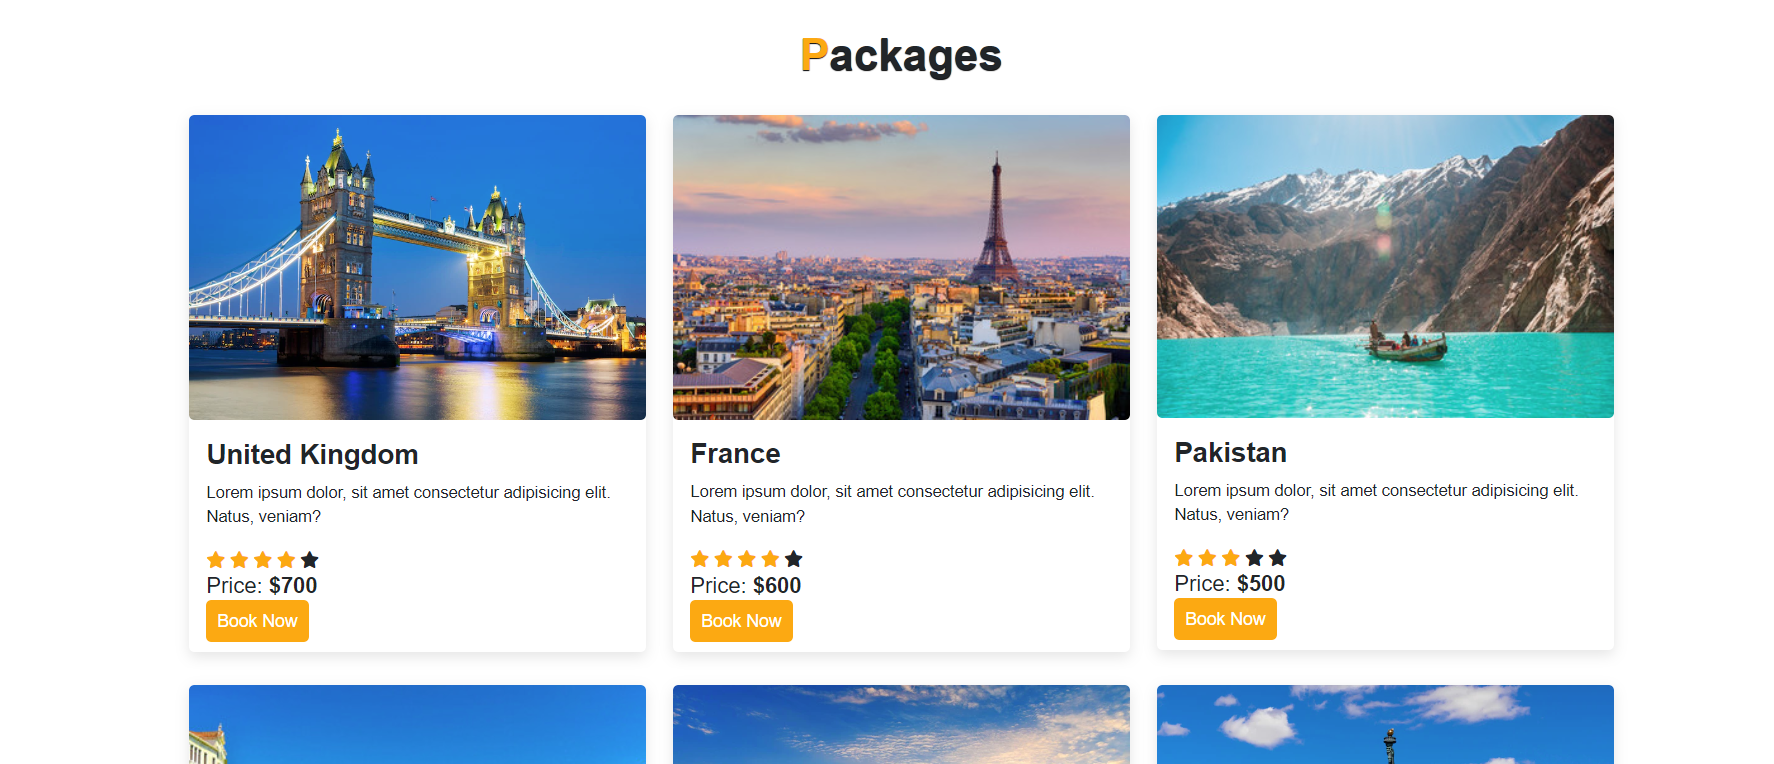 Packages
United Kingdom
Lorem ipsum dolor, sit amet consectetur adipisicing elit.
Natus, veniam?
Price: $700
Book Now
France
Lorem ipsum dolor, sit amet consectetur adipisicing elit.
Natus, veniam?
Price: $600
Book Now
Pakistan
Lorem ipsum dolor, sit amet consectetur adipisicing elit.
Natus, veniam?
Price: $500
Book Now